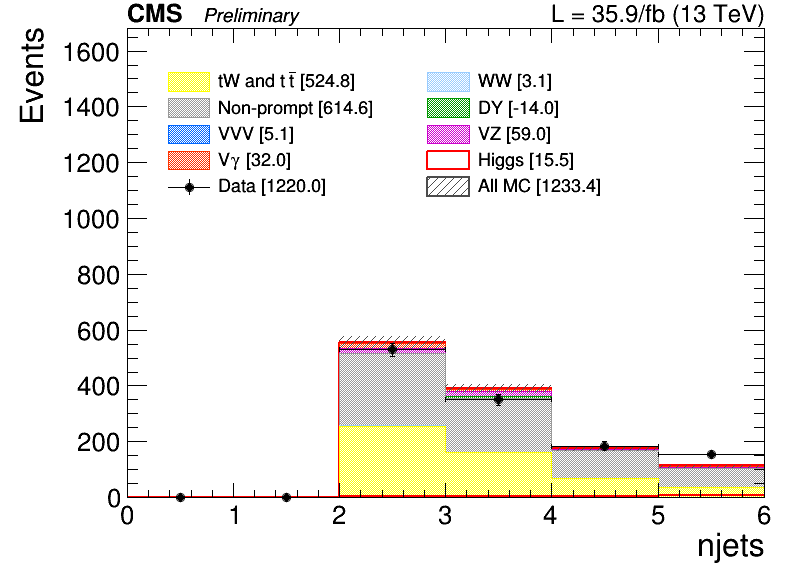 CMS Preliminary L = 35.9/fb (13 TeV)
Events
1600
1400
1200
1000
800
600
400
200
0
tW and tt̄ [524.8]
Non-prompt [614.6]
VVV [5.1]
Vγ [32.0]
Data [1220.0]
WW [3.1]
DY [-14.0]
VZ [59.0]
Higgs [15.5]
All MC [1233.4]
0 1 2 3 4 5 6
njets